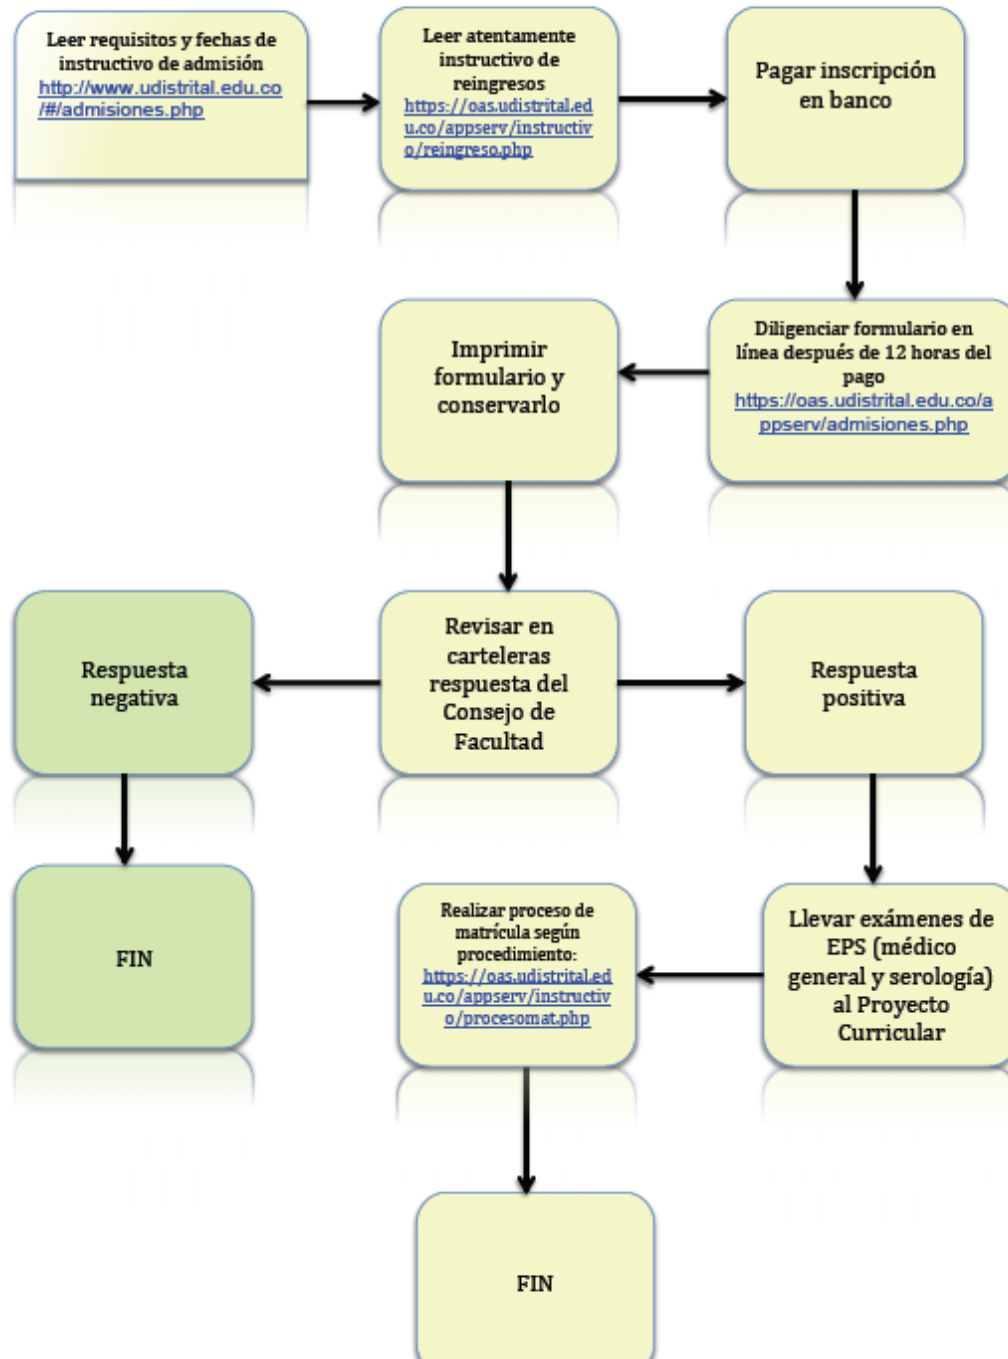 Leer requisitos y fechas de
instructivo de admisión
http://www.udistrital.edu.co
/#/admisiones.php
Leer atentamente
instructivo de
reingresos
https://oas.udistrital.ed
u.co/appserv/instructiv
o/reingreso.php
Pagar inscripción
en banco
Diligenciar formulario en
línea después de 12 horas del
pago
https://oas.udistrital.edu.co/a
ppserv/admisiones.php
Imprimir
formulario y
conservarlo
Revisar en
carteleras
respuesta del
Consejo de
Facultad
Respuesta
negativa
FIN
Respuesta
positiva
Llevar exámenes de
EPS (médico
general y serología)
al Proyecto
Curricular
Realizar proceso de
matrícula según
procedimiento:
https://oas.udistrital.ed
u.co/appserv/instructiv
o/procesomat.php
FIN